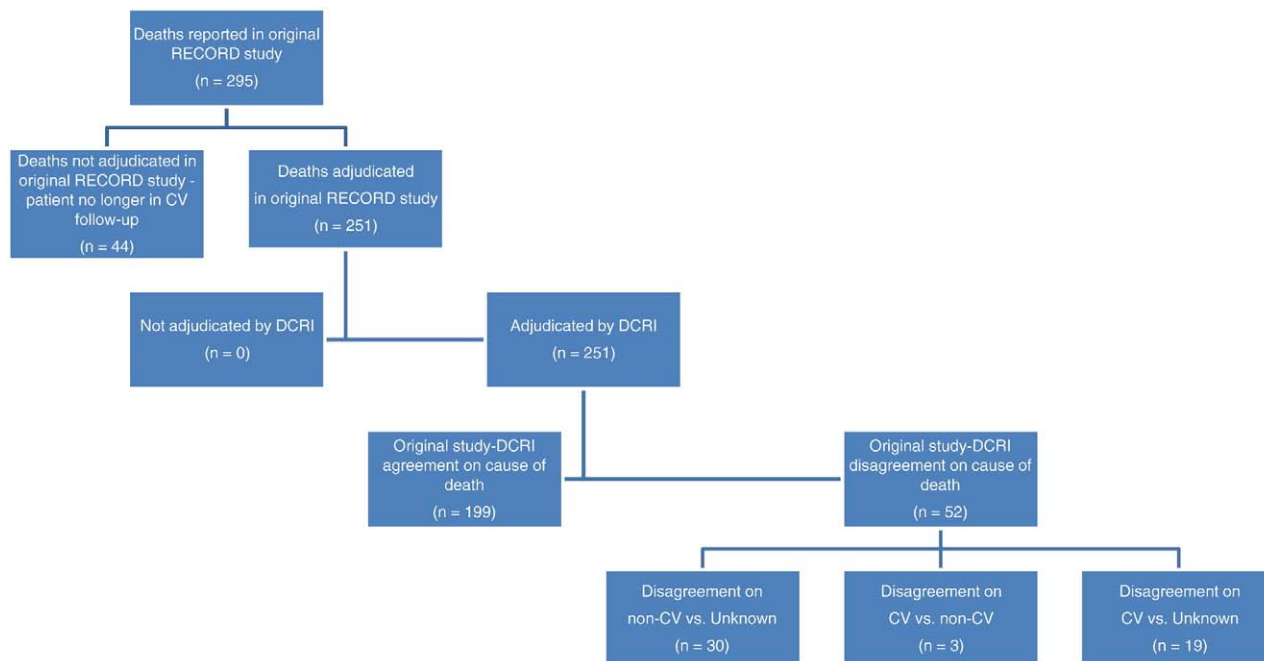 Deaths reported in original
RECORD study
(n = 295)
Deaths not adjudicated in
original RECORD study -
patient no longer in CV
follow-up
(n = 44)
Deaths adjudicated
in original RECORD study
(n = 251)
Not adjudicated by DCRI
(n = 0)
Adjudicated by DCRI
(n = 251)
Original study-DCRI
agreement on cause of
death
(n = 199)
Original study-DCRI
disagreement on cause of
death
(n = 52)
Disagreement on
non-CV vs. Unknown
(n = 30)
Disagreement on
CV vs. non-CV
(n = 3)
Disagreement on
CV vs. Unknown
(n = 19)